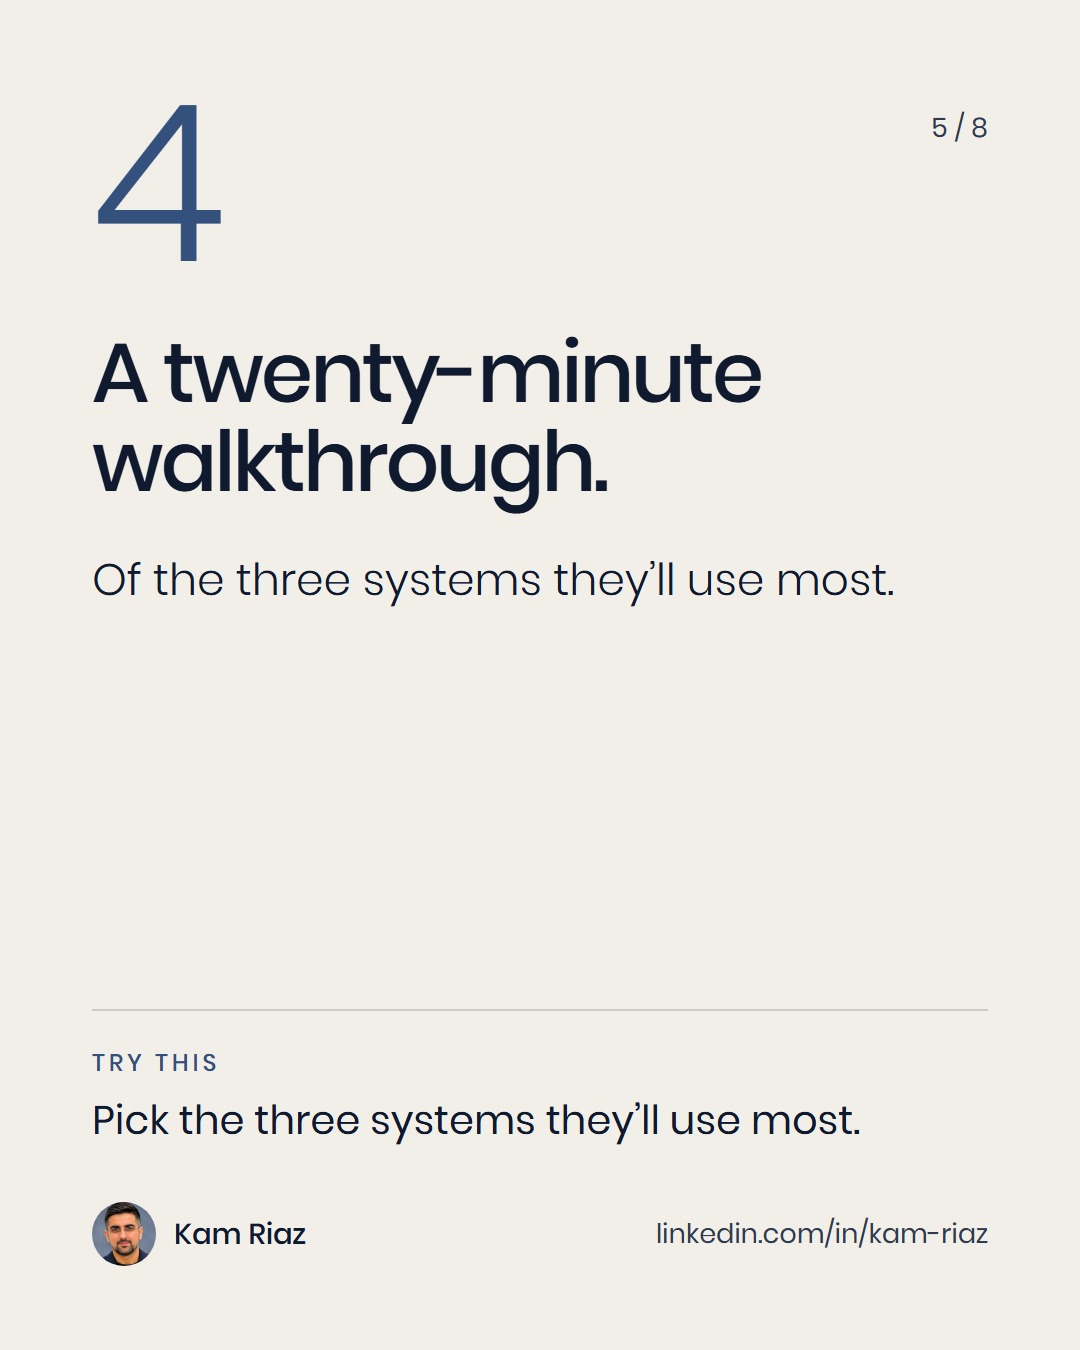 4
5 / 8
A twenty-minute
walkthrough.
Of the three systems they’ll use most.
TRY THIS
Pick the three systems they’ll use most.
Kam Riaz
linkedin.com/in/kam-riaz